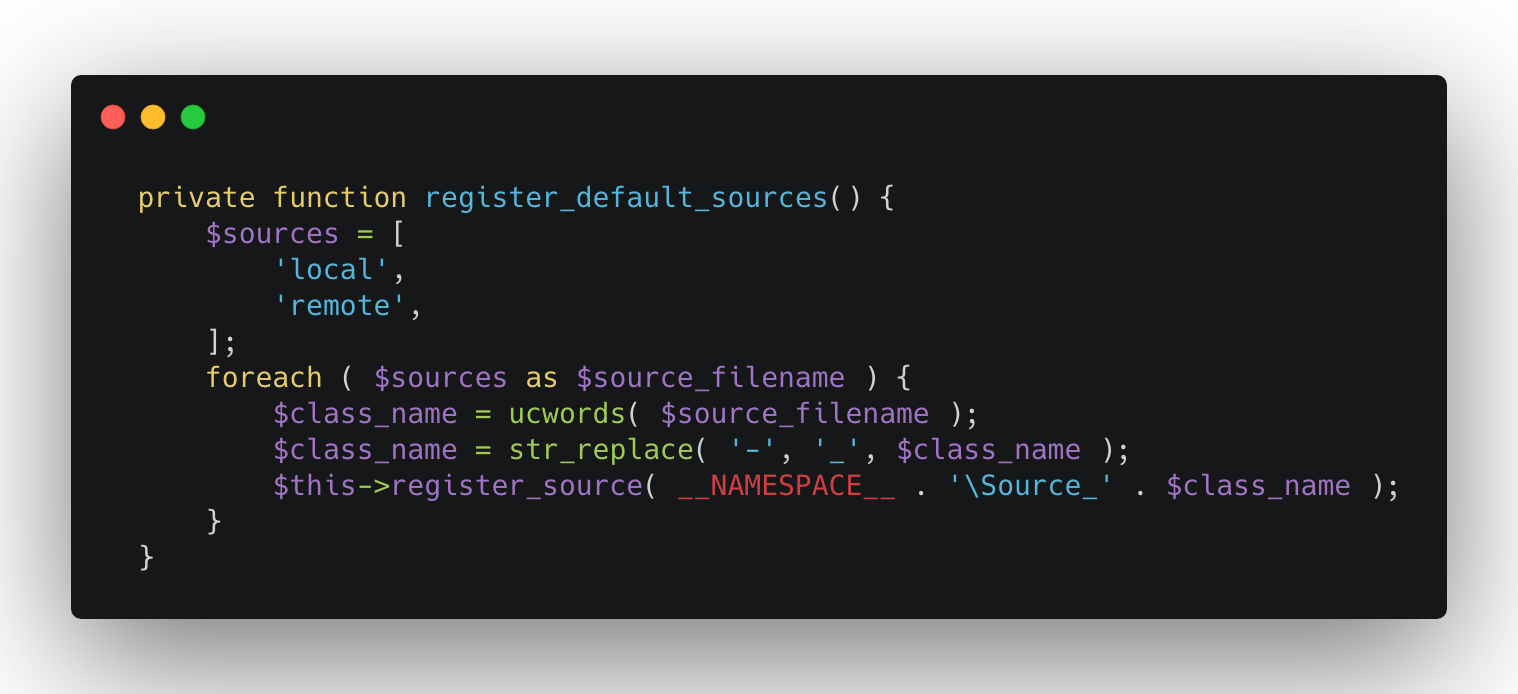 private function register_default_sources() {
    $sources = [
        'local',
        'remote',
    ];
    foreach ( $sources as $source_filename ) {
        $class_name = ucwords( $source_filename );
        $class_name = str_replace( '-', '_', $class_name );
        $this->register_source( __NAMESPACE__ . '\Source_' . $class_name );
    }
}